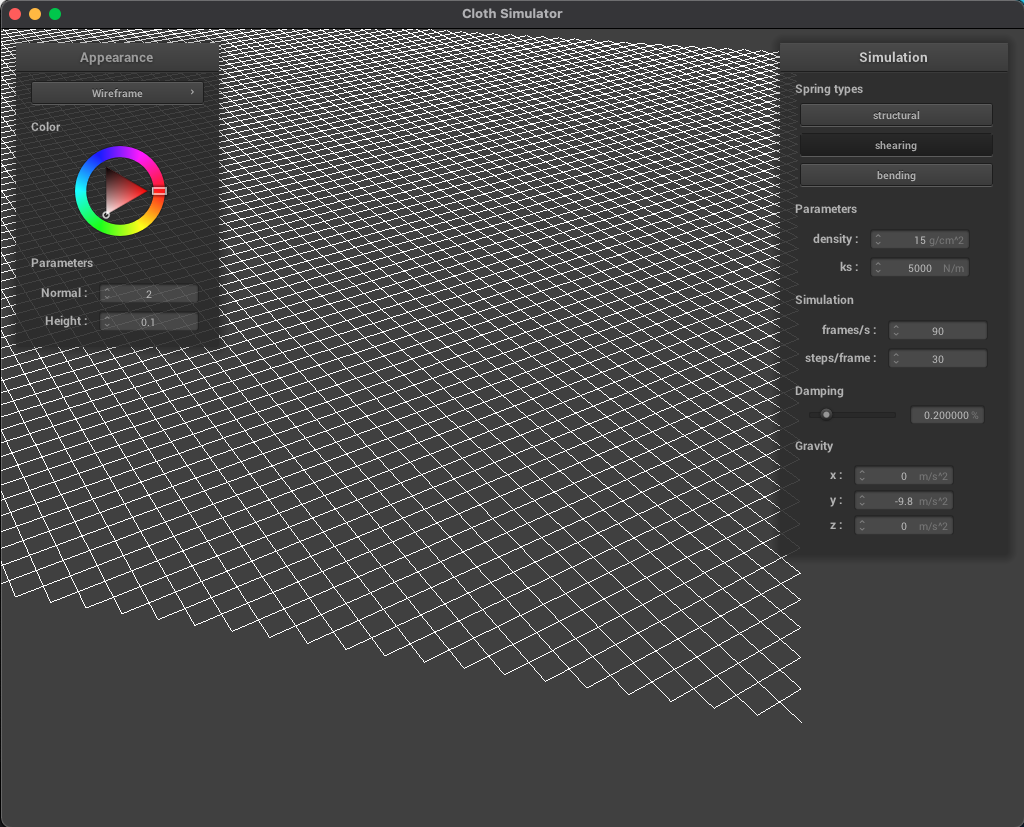 Cloth Simulator
Appearance
Wireframe
Color
Parameters
Normal : 2
Height : 0.1
Simulation
Spring types
structural
shearing
bending
Parameters
density : 15 g/cm^2
ks : 5000 N/m
Simulation
frames/s : 90
steps/frame : 30
Damping
0.200000 %
Gravity
x : 0 m/s^2
y : -9.8 m/s^2
z : 0 m/s^2